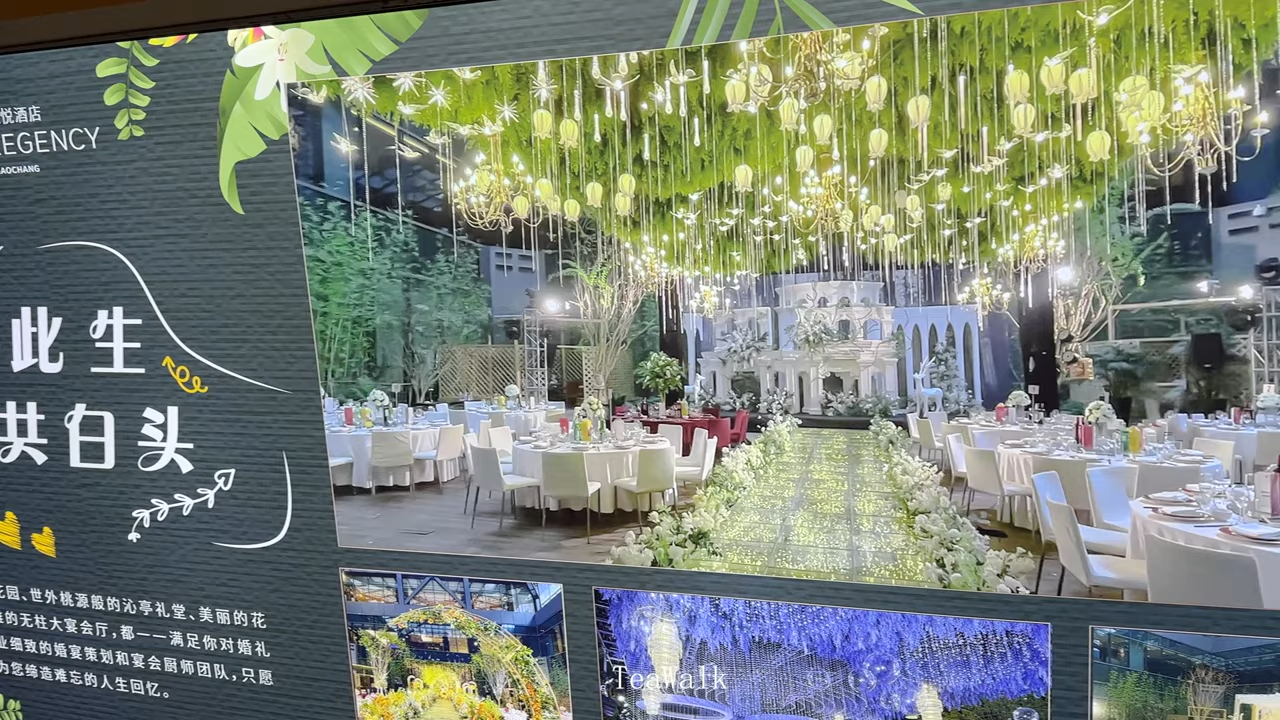 悦酒店
REGENCY
AOCHANG
此生
共白头
花园、世外桃源般的沁亭礼堂、美丽的花
的无柱大宴会厅，都一一满足你对婚礼
业细致的婚宴策划和宴会厨师团队，只愿
为您缔造难忘的人生回忆。
TeaWalk